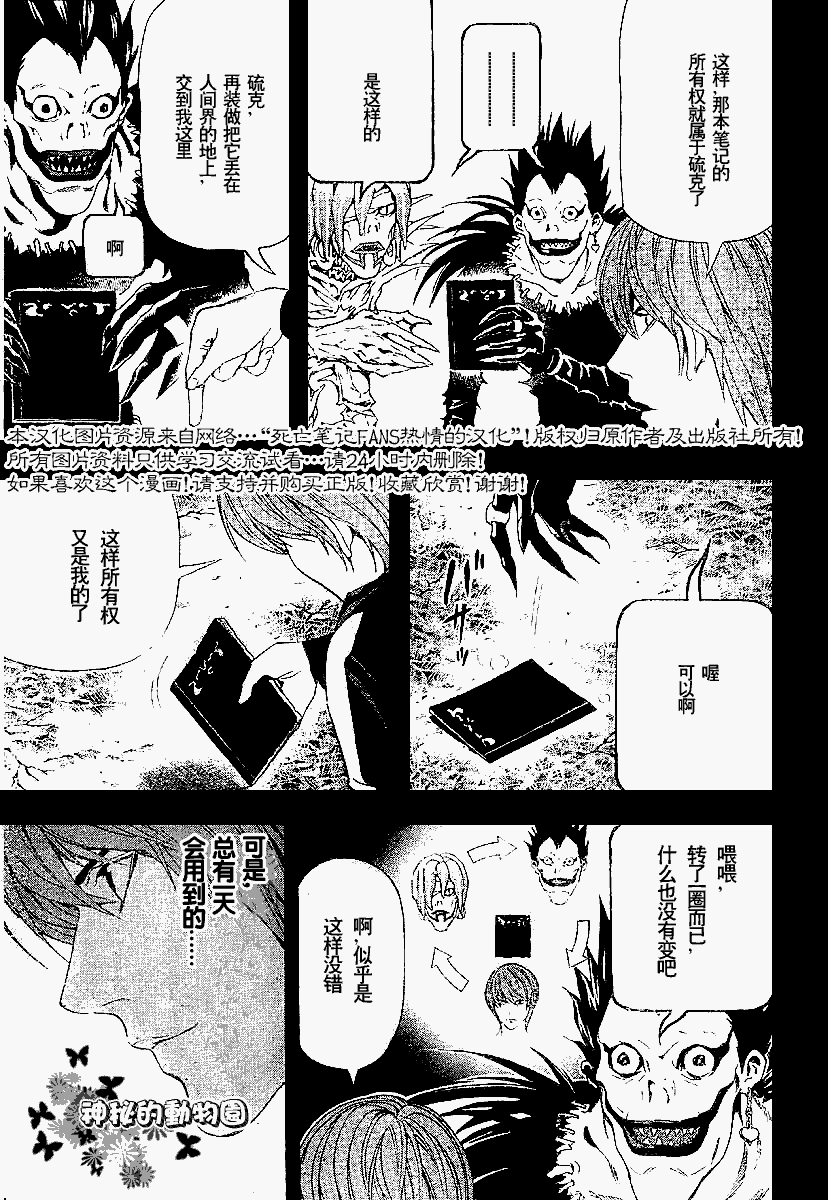 这样,那本笔记的
所有权就属于硫克了
………………
是这样
的
硫克,
再装做把它丢在
人间界的地上,
交到我这里
啊
本汉化图片资源来自网络…“死亡笔记FANS热情的汉化”!版权归原作者及出版社所有!
所有图片资料只供学习交流试看…请24小时内删除!
如果喜欢这个漫画!请支持并购买正版!收藏欣赏!谢谢!
喔
可以啊
这样所有权
又是我的了
喂喂,
转了一圈而已,
什么也没有变吧
啊,似乎是
这样没错
可是,
总有一天
会用到的……
神秘的動物園